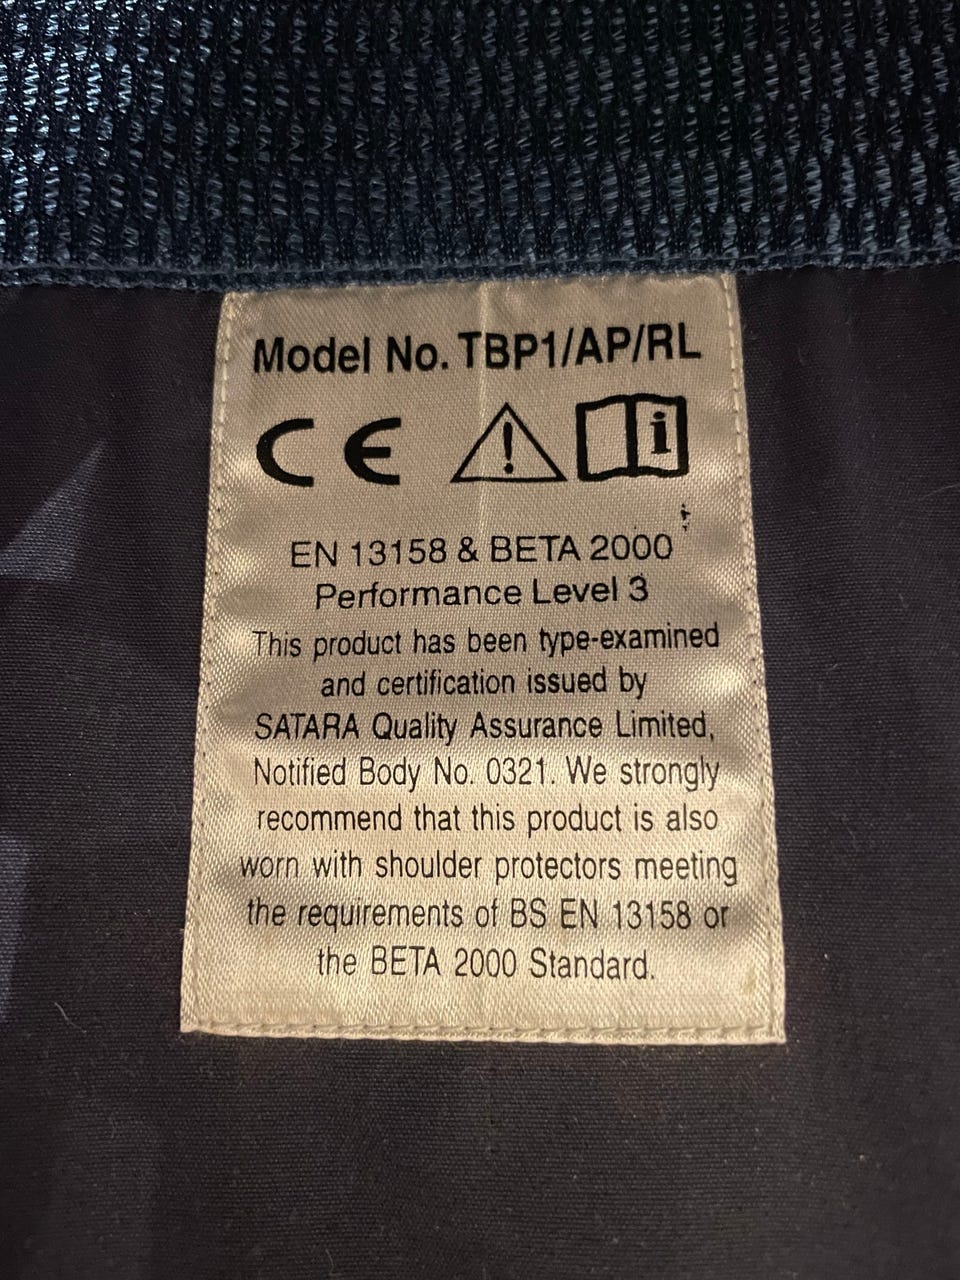 Model No. TBP1/AP/RL
CE ! i
EN 13158 & BETA 2000
Performance Level 3
This product has been type-examined
and certification issued by
SATARA Quality Assurance Limited,
Notified Body No. 0321. We strongly
recommend that this product is also
worn with shoulder protectors meeting
the requirements of BS EN 13158 or
the BETA 2000 Standard.